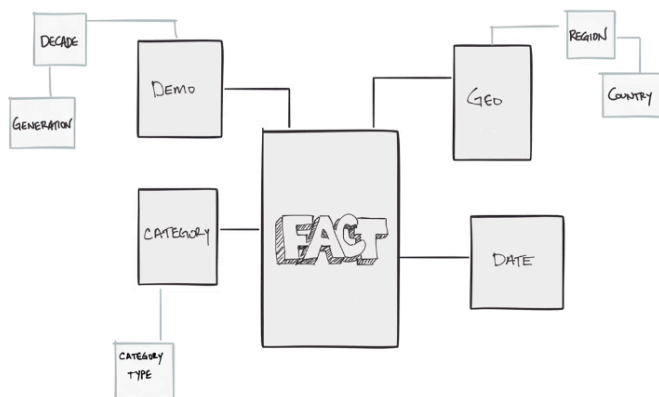 DECADE
REGION
DEMO
GEO
COUNTRY
GENERATION
CATEGORY
FACT
DATE
CATEGORY
TYPE